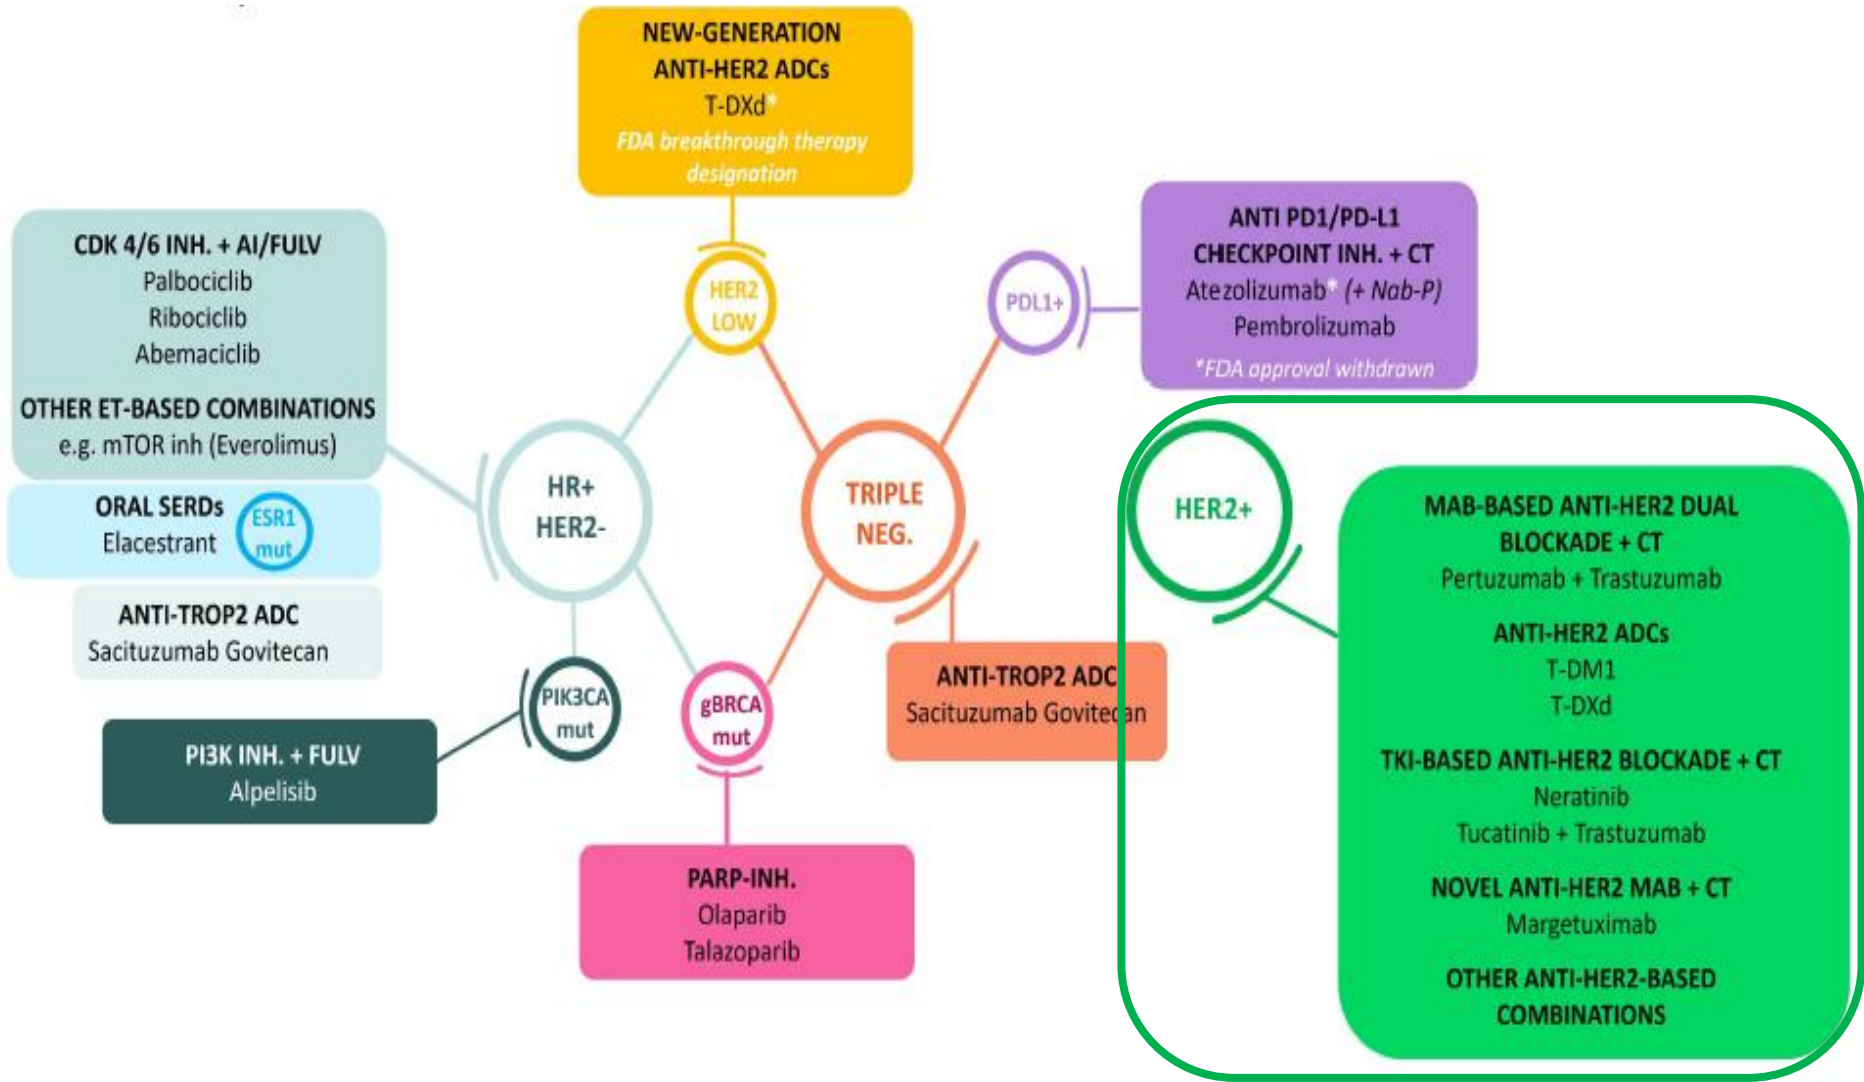 NEW-GENERATION
ANTI-HER2 ADCs
T-DXd*
FDA breakthrough therapy
designation
CDK 4/6 INH. + AI/FULV
Palbociclib
Ribociclib
Abemaciclib
OTHER ET-BASED COMBINATIONS
e.g. mTOR inh (Everolimus)
ORAL SERDs
Elacestrant
ESR1
mut
ANTI-TROP2 ADC
Sacituzumab Govitecan
PI3K INH. + FULV
Alpelisib
HER2
LOW
HR+
HER2-
PIK3CA
mut
gBRCA
mut
PARP-INH.
Olaparib
Talazoparib
TRIPLE
NEG.
PDL1+
ANTI PD1/PD-L1
CHECKPOINT INH. + CT
Atezolizumab* (+ Nab-P)
Pembrolizumab
*FDA approval withdrawn
ANTI-TROP2 ADC
Sacituzumab Govitecan
HER2+
MAB-BASED ANTI-HER2 DUAL
BLOCKADE + CT
Pertuzumab + Trastuzumab
ANTI-HER2 ADCs
T-DM1
T-DXd
TKI-BASED ANTI-HER2 BLOCKADE + CT
Neratinib
Tucatinib + Trastuzumab
NOVEL ANTI-HER2 MAB + CT
Margetuximab
OTHER ANTI-HER2-BASED
COMBINATIONS